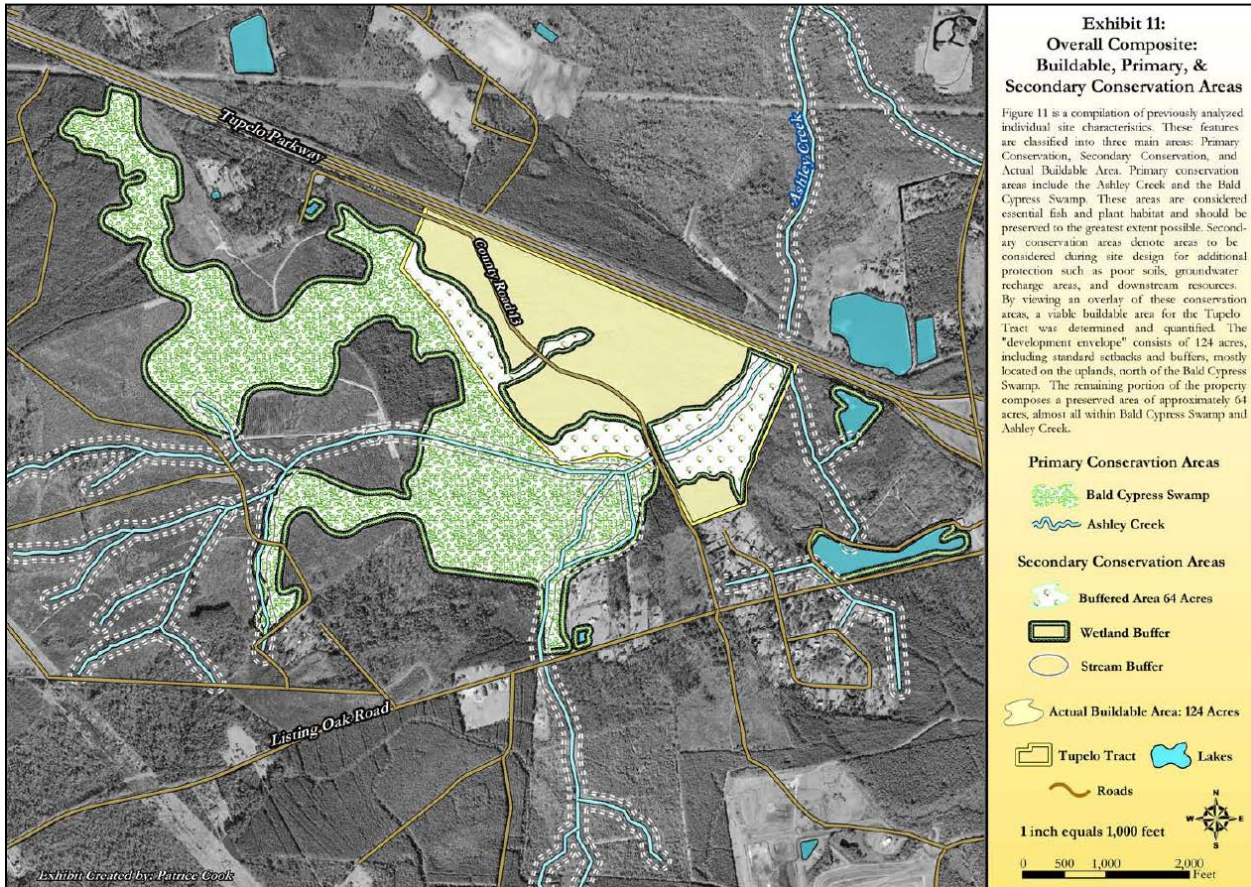 Exhibit 11:
Overall Composite:
Buildable, Primary, &
Secondary Conservation Areas
Figure 11 is a compilation of previously analyzed
individual site characteristics. These features
are classified into three main areas: Primary
Conservation, Secondary Conservation, and
Actual Buildable Area. Primary conservation
areas include the Ashley Creek and the Bald
Cypress Swamp. These areas are considered
essential fish and plant habitat and should be
preserved to the greatest extent possible. Second-
ary conservation areas denote areas to be
considered during site design for additional
protection such as poor soils, groundwater
recharge areas, and downstream resources.
By viewing an overlay of these conservation
areas, a viable buildable area for the Tupelo
Tract was determined and quantified. The
"development envelope" consists of 124 acres,
including standard setbacks and buffers, mostly
located on the uplands, north of the Bald Cypress
Swamp. The remaining portion of the property
composes a preserved area of approximately 64
acres, almost all within Bald Cypress Swamp and
Ashley Creek.
Primary Conseravtion Areas
Bald Cypress Swamp
Ashley Creek
Secondary Conservation Areas
Buffered Area 64 Acres
Wetland Buffer
Stream Buffer
Actual Buildable Area: 124 Acres
Tupelo Tract
Lakes
Roads
N
W E
S
1 inch equals 1,000 feet
0 500 1,000 2,000
Feet
Tupelo Parkway
Ashley Creek
County Road 13
Listing Oak Road
Exhibit Created by: Patrice Cook